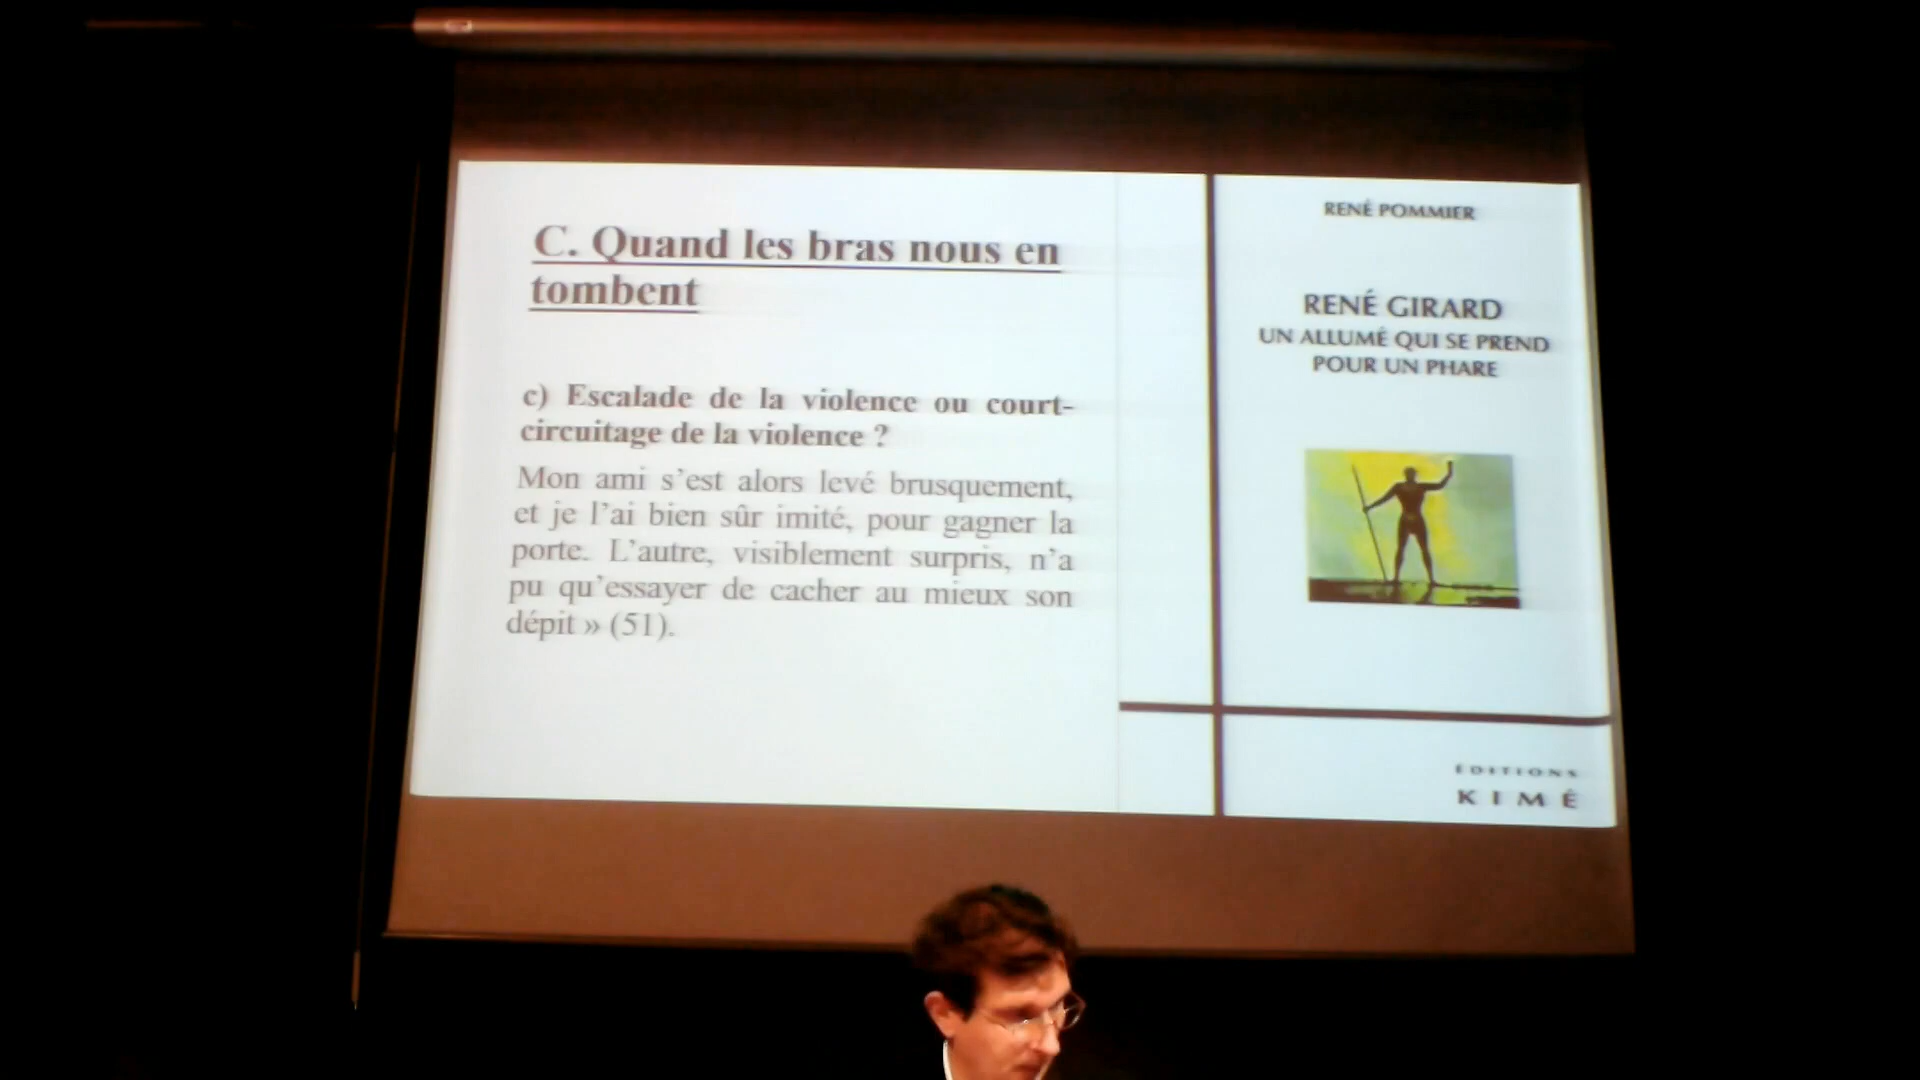 C. Quand les bras nous en
tombent
c) Escalade de la violence ou court-
circuitage de la violence ?
Mon ami s’est alors levé brusquement,
et je l’ai bien sûr imité, pour gagner la
porte. L’autre, visiblement surpris, n’a
pu qu’essayer de cacher au mieux son
dépit » (51).
RENÉ POMMIER
RENÉ GIRARD
UN ALLUMÉ QUI SE PREND
POUR UN PHARE
ÉDITIONS
KIMÉ